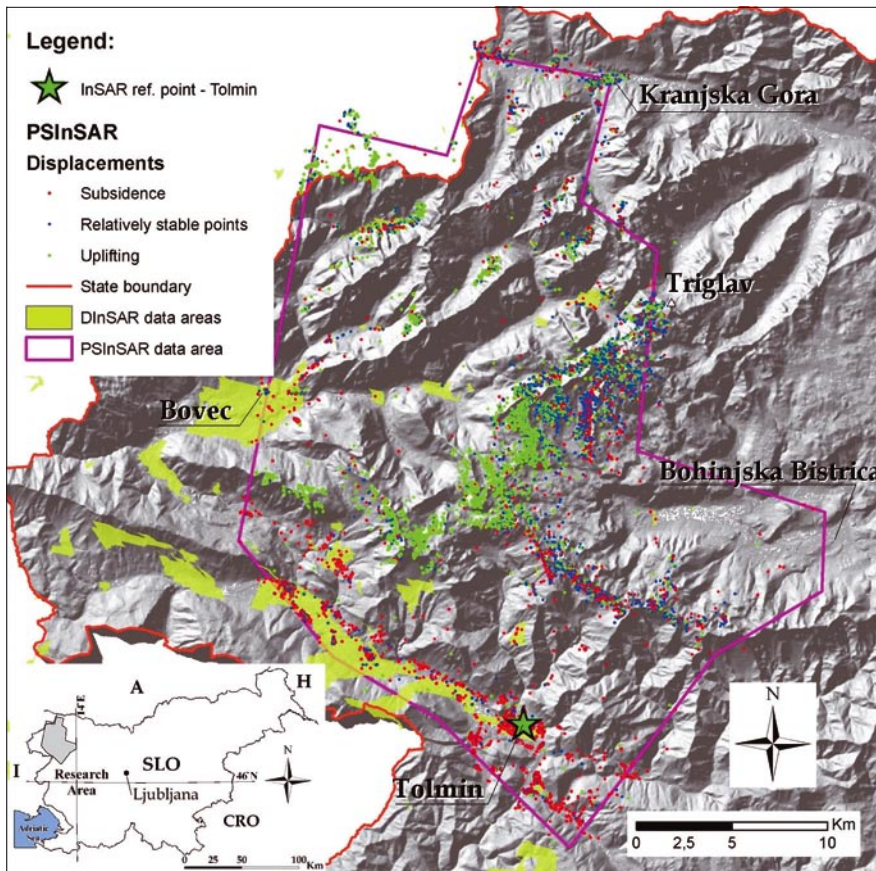 Legend:
InSAR ref. point - Tolmin
PSInSAR
Displacements
Subsidence
Relatively stable points
Uplifting
State boundary
DInSAR data areas
PSInSAR data area
Kranjska Gora
Triglav
Bovec
Bohinjska Bistrica
Tolmin
N
Km
0 2,5 5 10
A
H
14°E
SLO
I
Research
Area
46°N
Ljubljana
N
CRO
Adriatic
0 25 50 100
Km